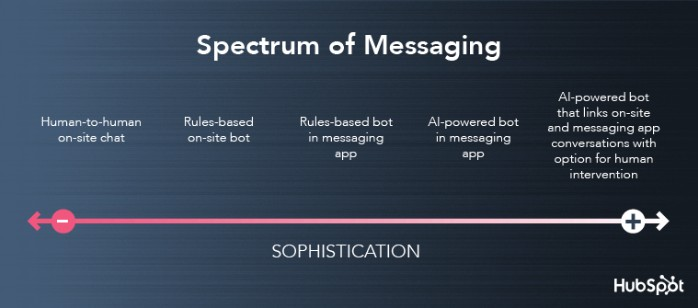 Spectrum of Messaging
Human-to-human
on-site chat
Rules-based
on-site bot
Rules-based bot
in messaging
app
AI-powered bot
in messaging
app
AI-powered bot
that links on-site
and messaging app
conversations with
option for human
intervention
SOPHISTICATION
HubSpot